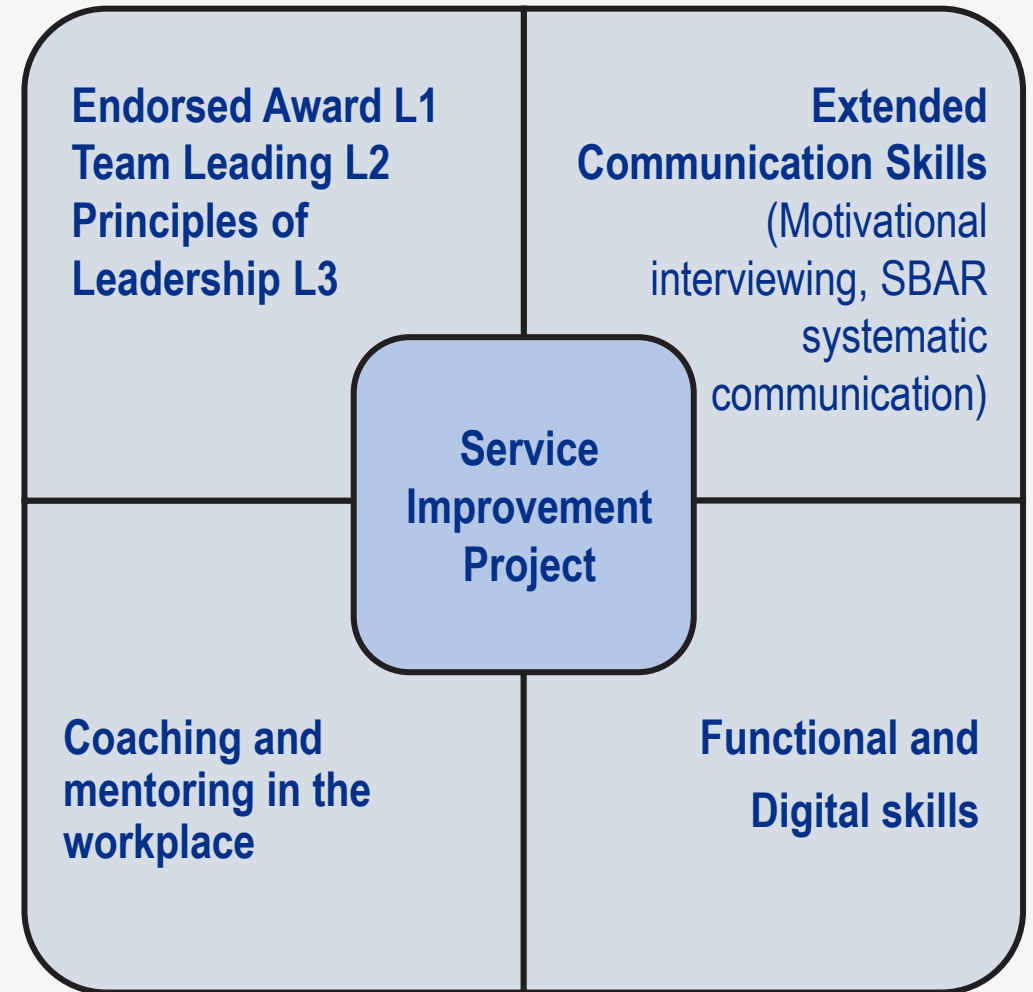 Endorsed Award L1
Team Leading L2
Principles of
Leadership L3
Extended
Communication Skills
(Motivational
interviewing, SBAR
systematic
communication)
Service
Improvement
Project
Coaching and
mentoring in the
workplace
Functional and
Digital skills